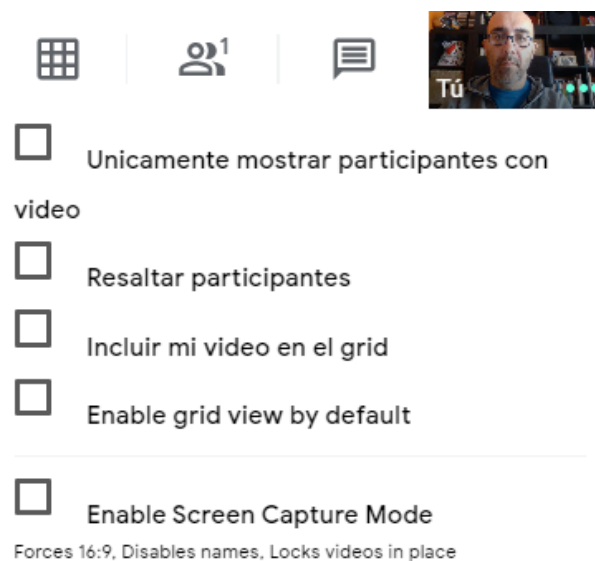 1
Tú
Unicamente mostrar participantes con
video
Resaltar participantes
Incluir mi video en el grid
Enable grid view by default
Enable Screen Capture Mode
Forces 16:9, Disables names, Locks videos in place